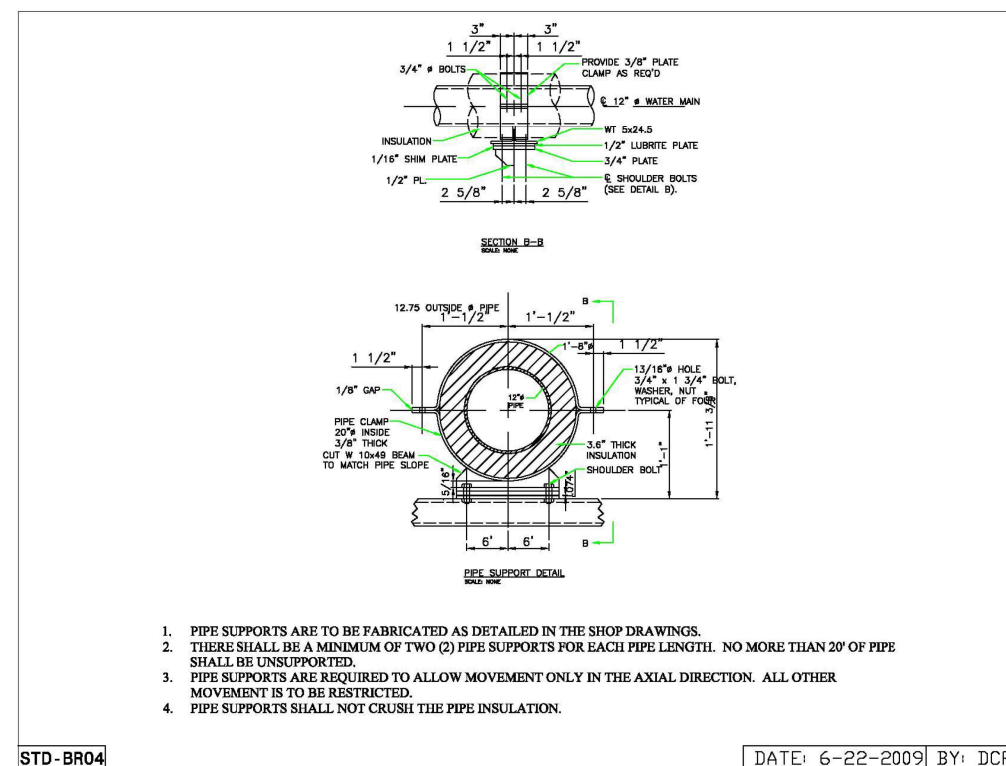 3" 3"
1 1/2" 1 1/2"
3/4" ø BOLTS
PROVIDE 3/8" PLATE
CLAMP AS REQ'D
℄ 12" ø WATER MAIN
INSULATION
WT 5x24.5
1/2" LUBRITE PLATE
1/16" SHIM PLATE
3/4" PLATE
1/2" PL.
℄ SHOULDER BOLTS
(SEE DETAIL B).
2 5/8" 2 5/8"
SECTION B-B
SCALE: NONE
B
12.75 OUTSIDE ø PIPE
1'-1/2" 1'-1/2"
1'-8"ø
1 1/2" 1 1/2"
13/16"ø HOLE
3/4" x 1 3/4" BOLT,
WASHER, NUT
TYPICAL OF FOUR
1/8" GAP
12"ø
PIPE
1'-11 3/8"
PIPE CLAMP
20"ø INSIDE
3/8" THICK
CUT W 10x49 BEAM
TO MATCH PIPE SLOPE
3.6" THICK
INSULATION
1'-1"
SHOULDER BOLT
5/16"
6' 6'
B
PIPE SUPPORT DETAIL
SCALE: NONE
1. PIPE SUPPORTS ARE TO BE FABRICATED AS DETAILED IN THE SHOP DRAWINGS.
2. THERE SHALL BE A MINIMUM OF TWO (2) PIPE SUPPORTS FOR EACH PIPE LENGTH. NO MORE THAN 20' OF PIPE
SHALL BE UNSUPPORTED.
3. PIPE SUPPORTS ARE REQUIRED TO ALLOW MOVEMENT ONLY IN THE AXIAL DIRECTION. ALL OTHER
MOVEMENT IS TO BE RESTRICTED.
4. PIPE SUPPORTS SHALL NOT CRUSH THE PIPE INSULATION.
STD-BR04
DATE: 6-22-2009 BY: DCP